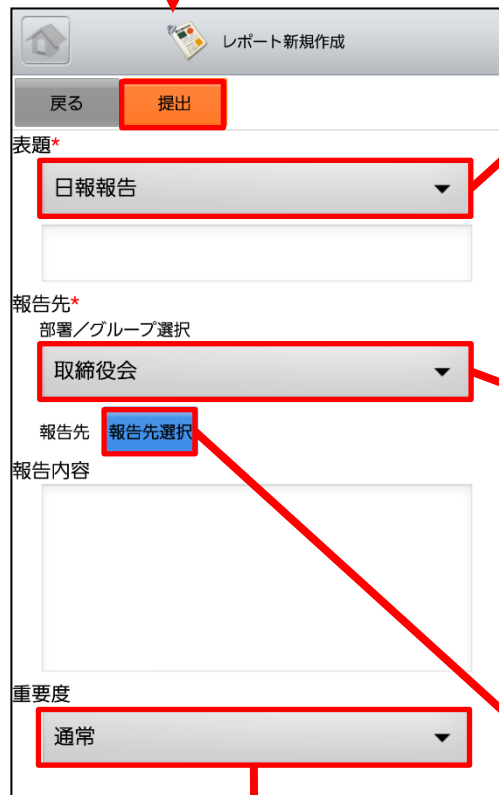 レポート新規作成
戻る 提出
表題*
日報報告
報告先*
部署／グループ選択
取締役会
報告先 報告先選択
報告内容
重要度
通常